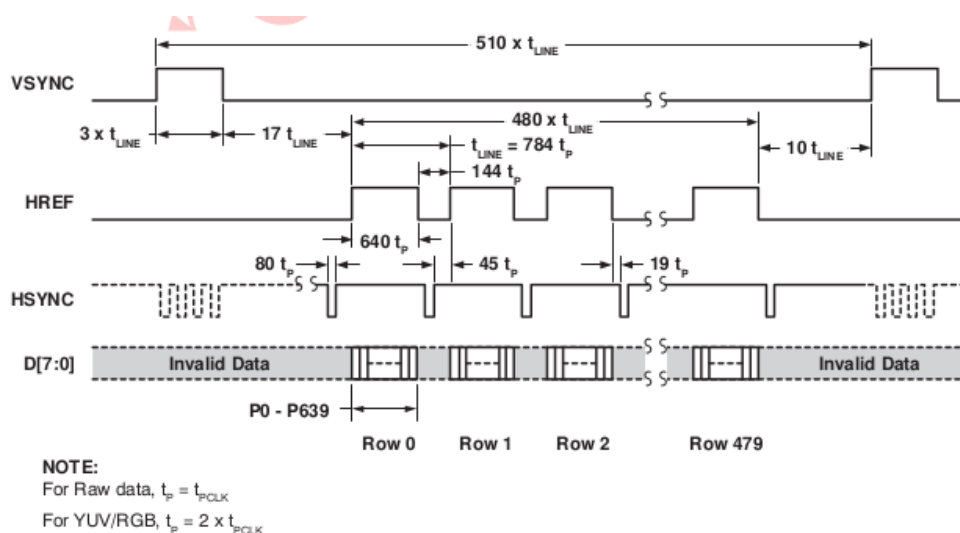 510 x tLINE
VSYNC
480 x tLINE
3 x tLINE
17 tLINE
tLINE = 784 tP
10 tLINE
144 tP
HREF
640 tP
80 tP
45 tP
19 tP
HSYNC
D[7:0]
Invalid Data
Invalid Data
P0 - P639
Row 0
Row 1
Row 2
Row 479
NOTE:
For Raw data, tP = tPCLK
For YUV/RGB, tP = 2 x tPCLK